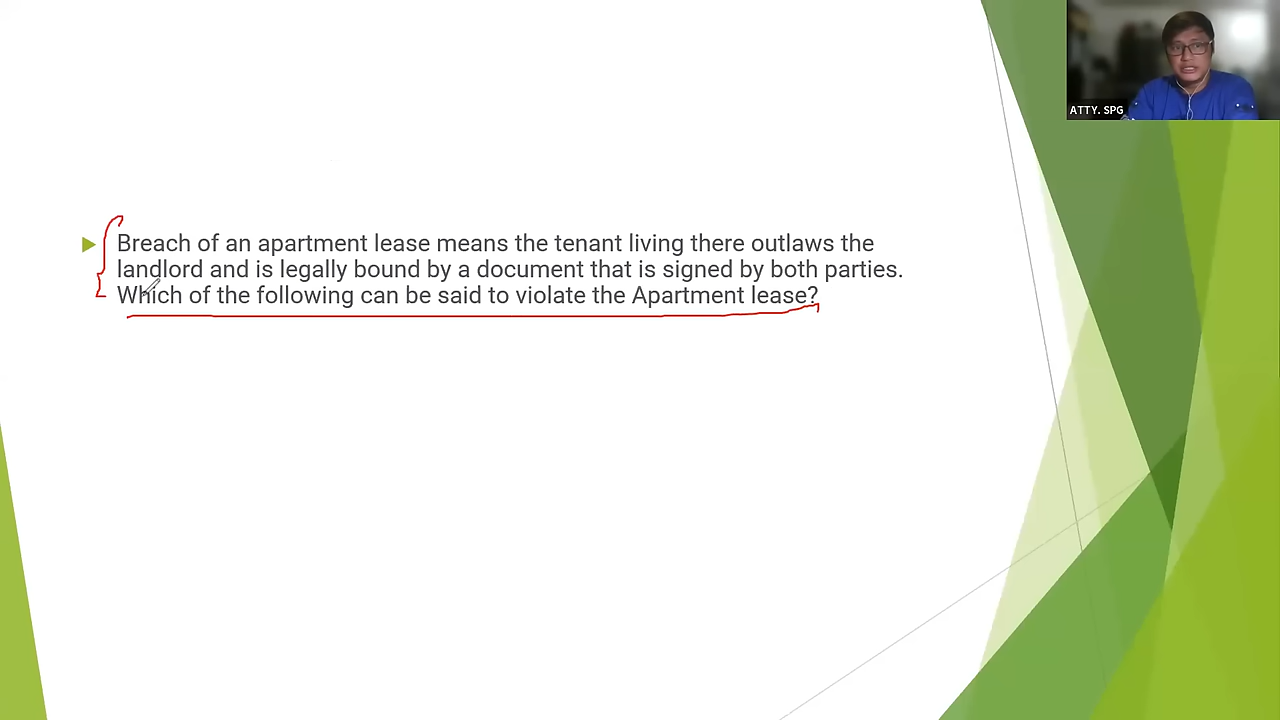 ATTY. SPG
Breach of an apartment lease means the tenant living there outlaws the
landlord and is legally bound by a document that is signed by both parties.
Which of the following can be said to violate the Apartment lease?